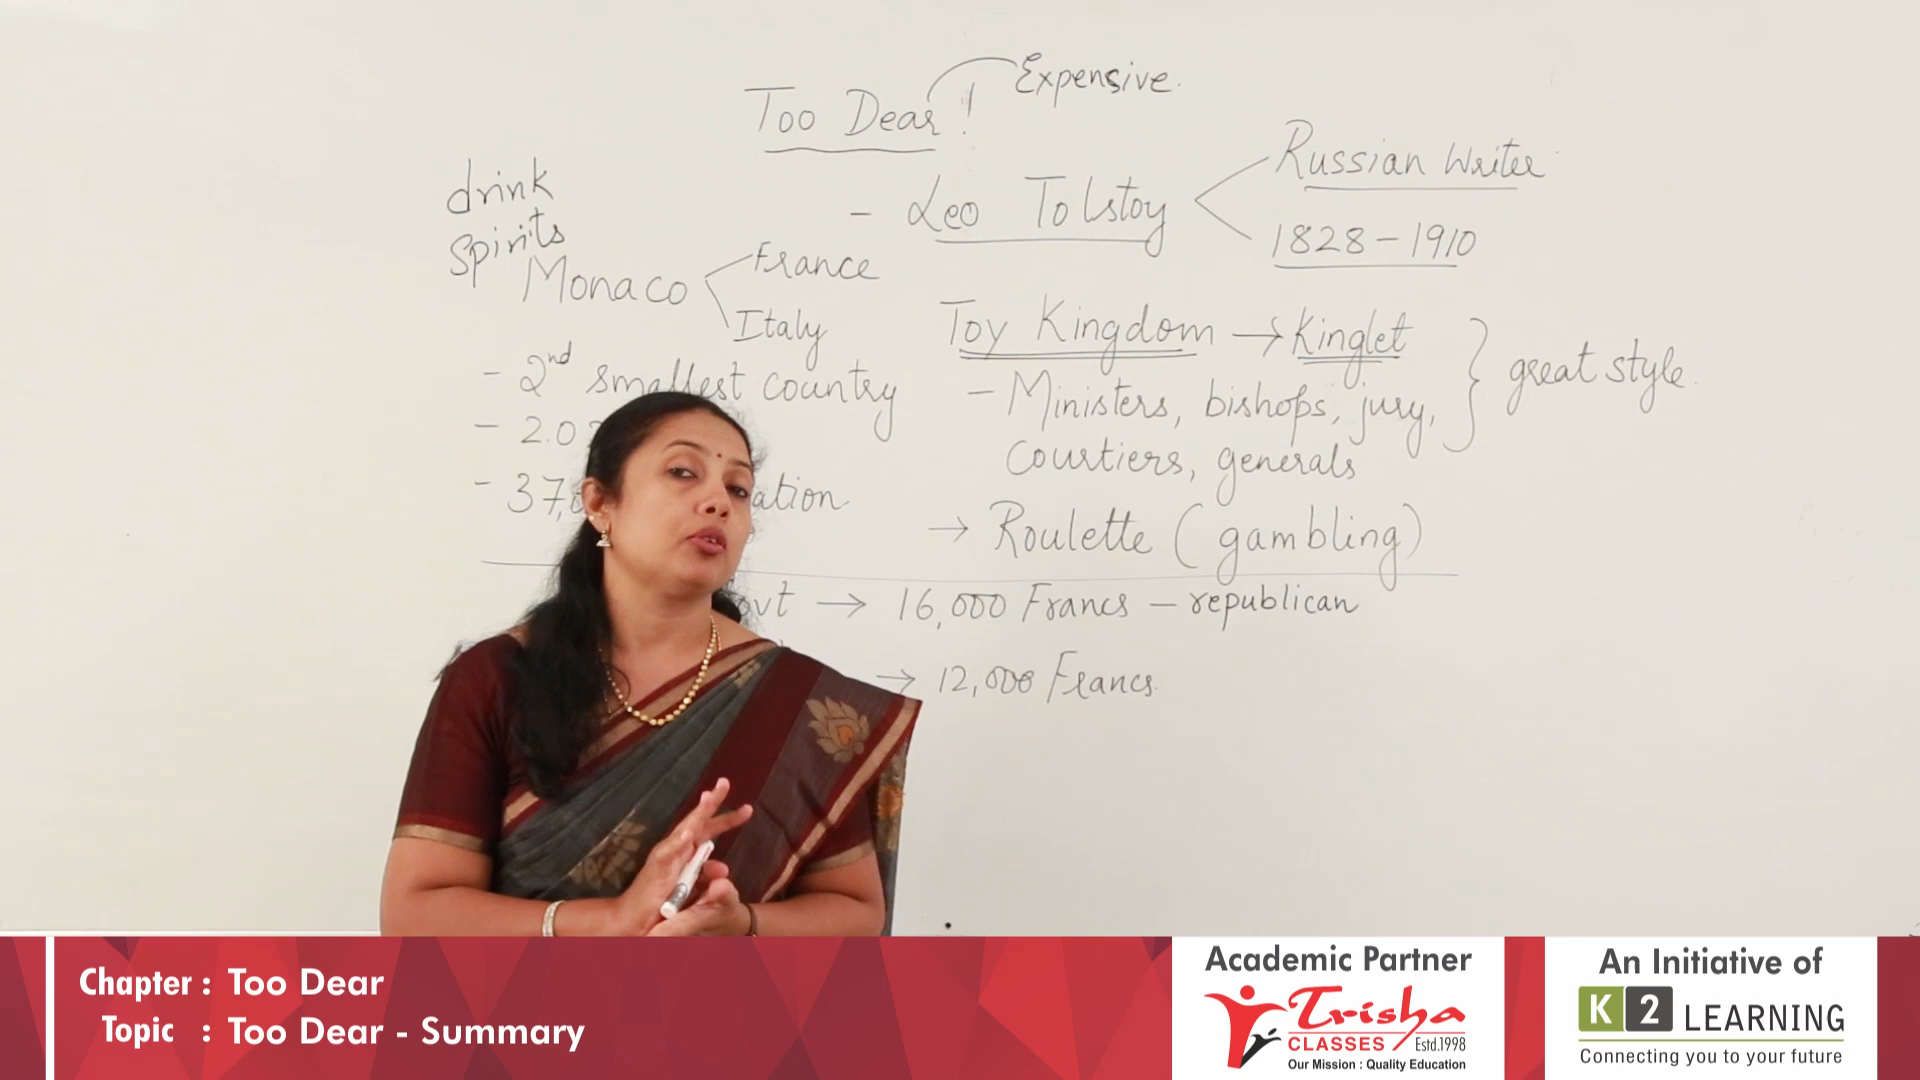 Expensive.
Too Dear !
- Leo Tolstoy
Russian Writer
1828 - 1910
drink
spirits
Monaco
France
Italy
- 2nd smallest country
- 2.0
- 37,
Toy Kingdom → Kinglet
- Ministers, bishops, jury,
courtiers, generals
great style.
→ Roulette (gambling)
→ 16,000 Francs - republican
→ 12,000 Francs.
Chapter : Too Dear
Topic : Too Dear - Summary
Academic Partner
Trisha
CLASSES Estd.1998
Our Mission : Quality Education
An Initiative of
K2 LEARNING
Connecting you to your future